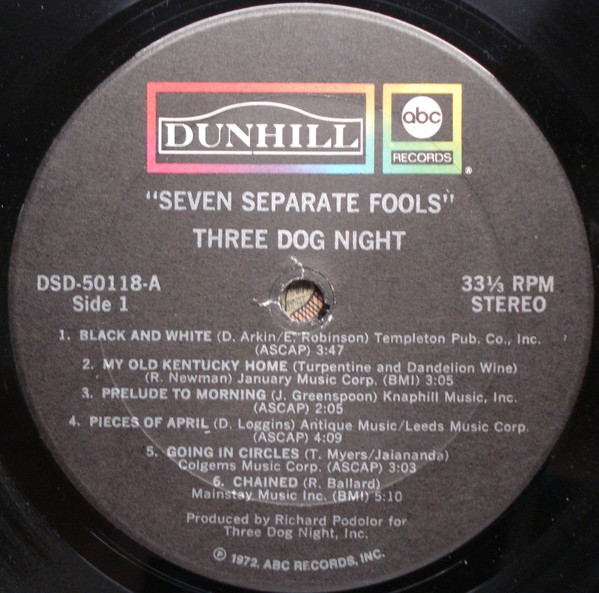 DUNHILL
abc
RECORDS
®
"SEVEN SEPARATE FOOLS"
THREE DOG NIGHT
DSD-50118-A
Side 1
33⅓ RPM
STEREO
1. BLACK AND WHITE (D. Arkin/E. Robinson) Templeton Pub. Co., Inc.
(ASCAP) 3:47
2. MY OLD KENTUCKY HOME (Turpentine and Dandelion Wine)
(R. Newman) January Music Corp. (BMI) 3:05
3. PRELUDE TO MORNING (J. Greenspoon) Knaphill Music, Inc.
(ASCAP) 2:05
4. PIECES OF APRIL (D. Loggins) Antique Music/Leeds Music Corp.
(ASCAP) 4:09
5. GOING IN CIRCLES (T. Myers/Jaiananda)
Colgems Music Corp. (ASCAP) 3:03
6. CHAINED (R. Ballard)
Mainstay Music Inc. (BMI) 5:10
Produced by Richard Podolor for
Three Dog Night, Inc.
℗ 1972, ABC RECORDS, INC.